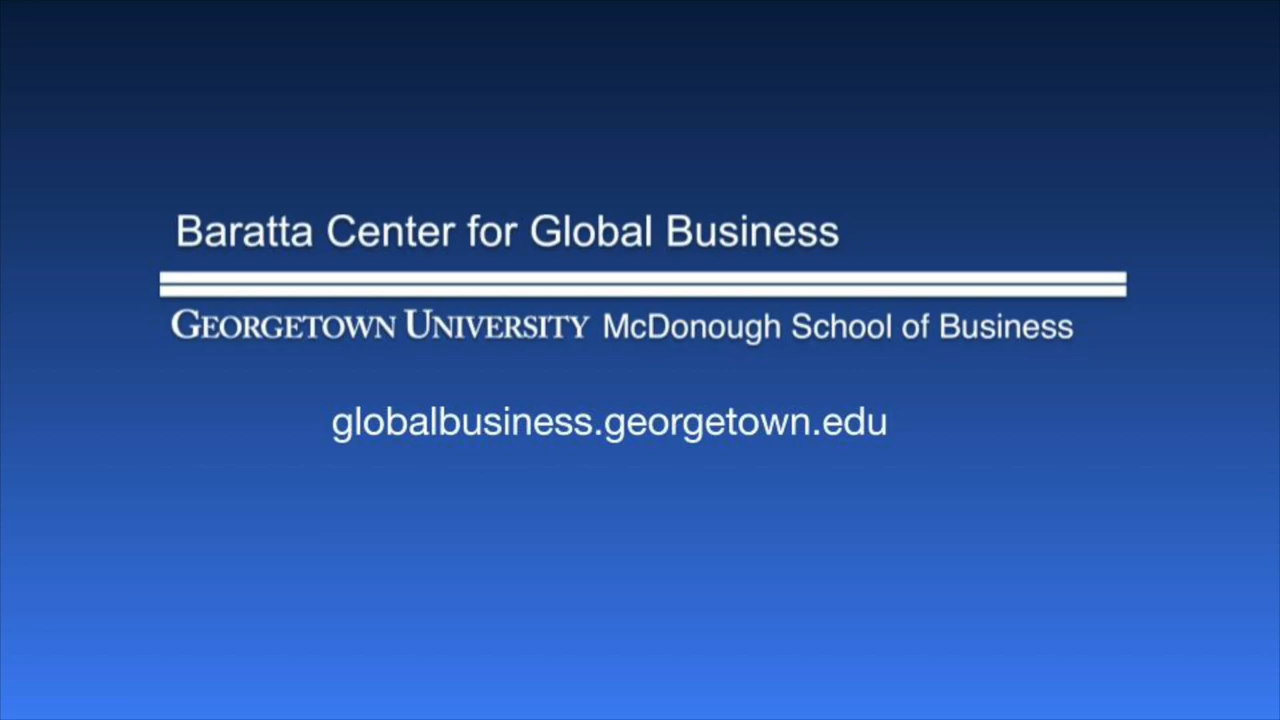 Baratta Center for Global Business
GEORGETOWN UNIVERSITY McDonough School of Business
globalbusiness.georgetown.edu